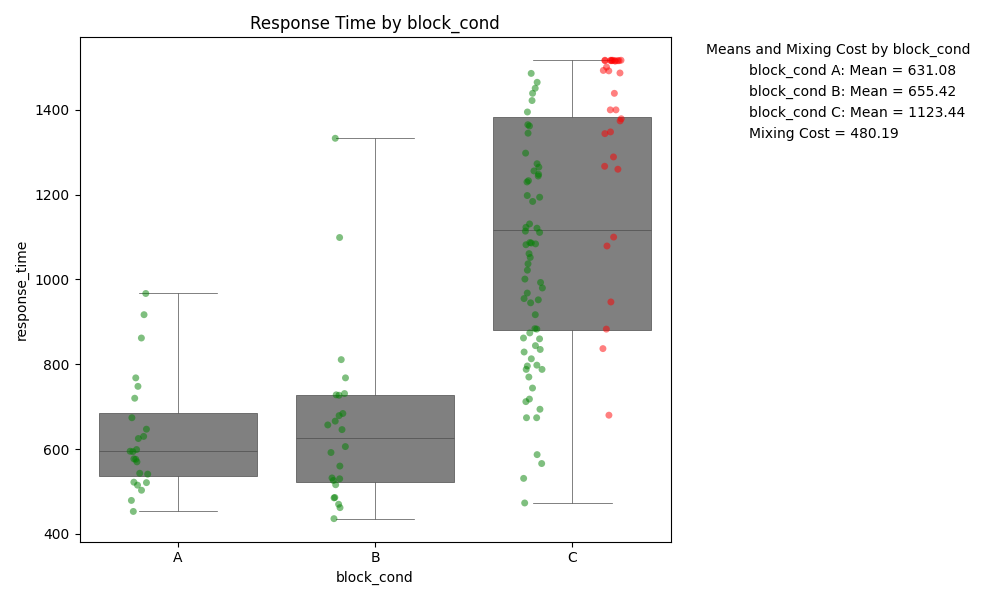 Response Time by block_cond
Means and Mixing Cost by block_cond
block_cond A: Mean = 631.08
block_cond B: Mean = 655.42
block_cond C: Mean = 1123.44
Mixing Cost = 480.19
response_time
1400
1200
1000
800
600
400
A
B
C
block_cond